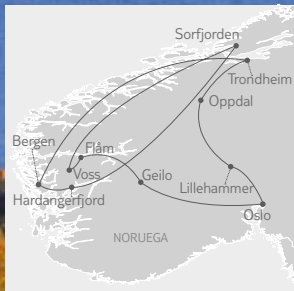 Sorfjorden
Trondheim
Oppdal
Bergen
Flåm
Voss
Geilo
Hardangerfjord
Lillehammer
Oslo
NORUEGA